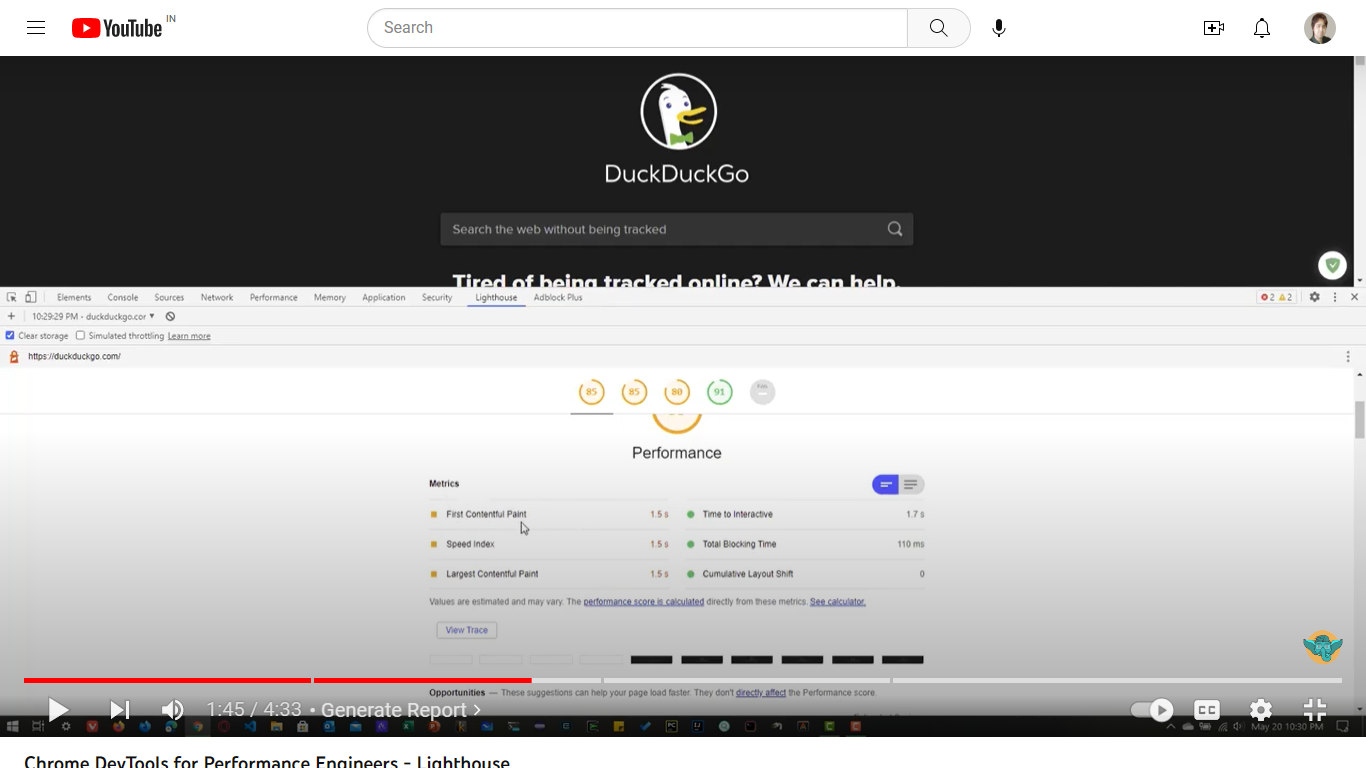 YouTube IN
Search
DuckDuckGo
Search the web without being tracked
Tired of being tracked online? We can help.
Elements Console Sources Network Performance Memory Application Security Lighthouse Adblock Plus 2 2
10:29:29 PM - duckduckgo.cor
Clear storage Simulated throttling Learn more
https://duckduckgo.com/
85 85 80 91
Performance
Metrics
First Contentful Paint 1.5 s Time to Interactive 1.7 s
Speed Index 1.5 s Total Blocking Time 110 ms
Largest Contentful Paint 1.5 s Cumulative Layout Shift 0
Values are estimated and may vary. The performance score is calculated directly from these metrics. See calculator.
View Trace
Opportunities — These suggestions can help your page load faster. They don't directly affect the Performance score.
1:45 / 4:33 • Generate Report
CC
May 20 10:30 PM
Chrome DevTools for Performance Engineers - Lighthouse